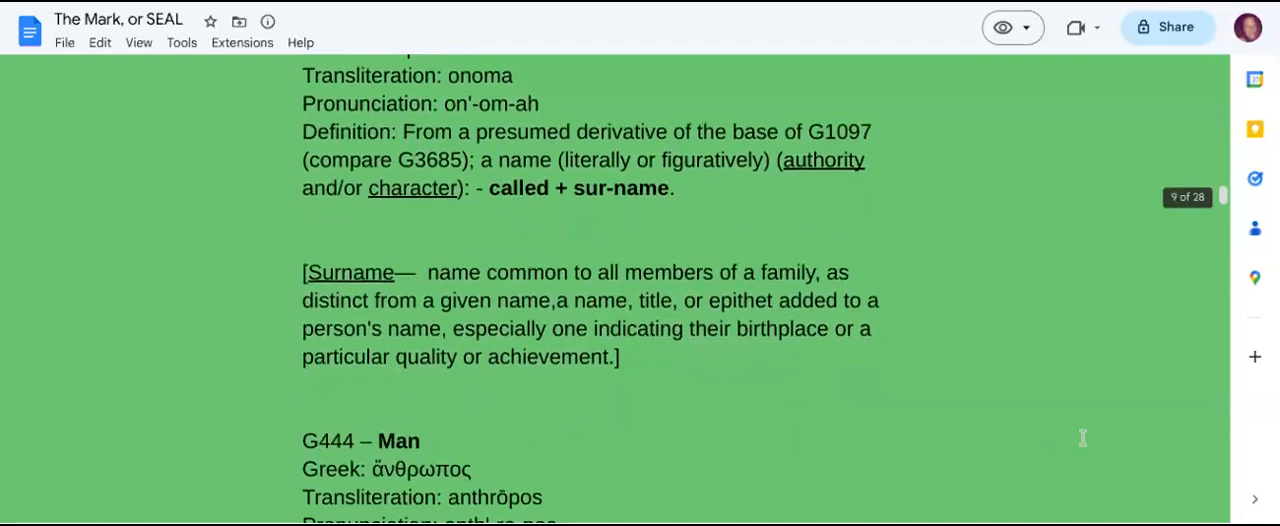 The Mark, or SEAL
File Edit View Tools Extensions Help
Share
Transliteration: onoma
Pronunciation: on'-om-ah
Definition: From a presumed derivative of the base of G1097
(compare G3685); a name (literally or figuratively) (authority
and/or character): - called + sur-name.
9 of 28
[Surname— name common to all members of a family, as
distinct from a given name,a name, title, or epithet added to a
person's name, especially one indicating their birthplace or a
particular quality or achievement.]
G444 – Man
Greek: ἄνθρωπος
Transliteration: anthrōpos
Pronunciation: anth'-ro-pos